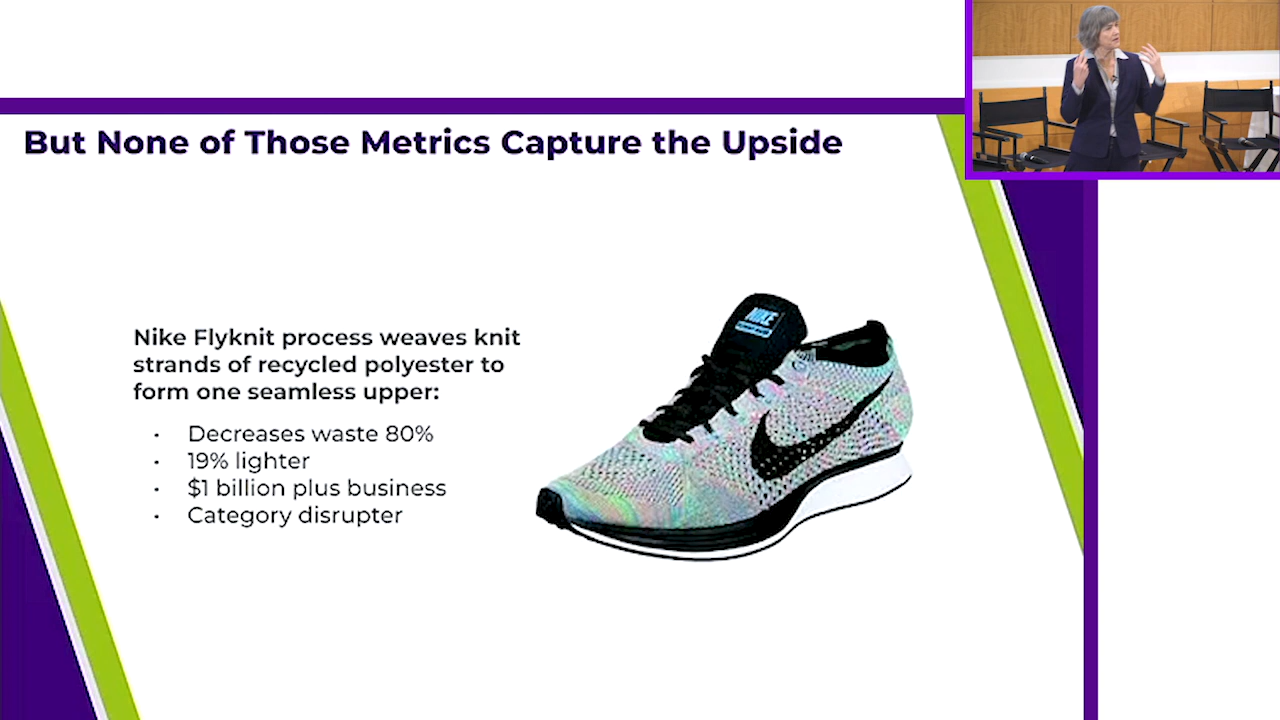 But None of Those Metrics Capture the Upside
Nike Flyknit process weaves knit
strands of recycled polyester to
form one seamless upper:
• Decreases waste 80%
• 19% lighter
• $1 billion plus business
• Category disrupter
NIKE